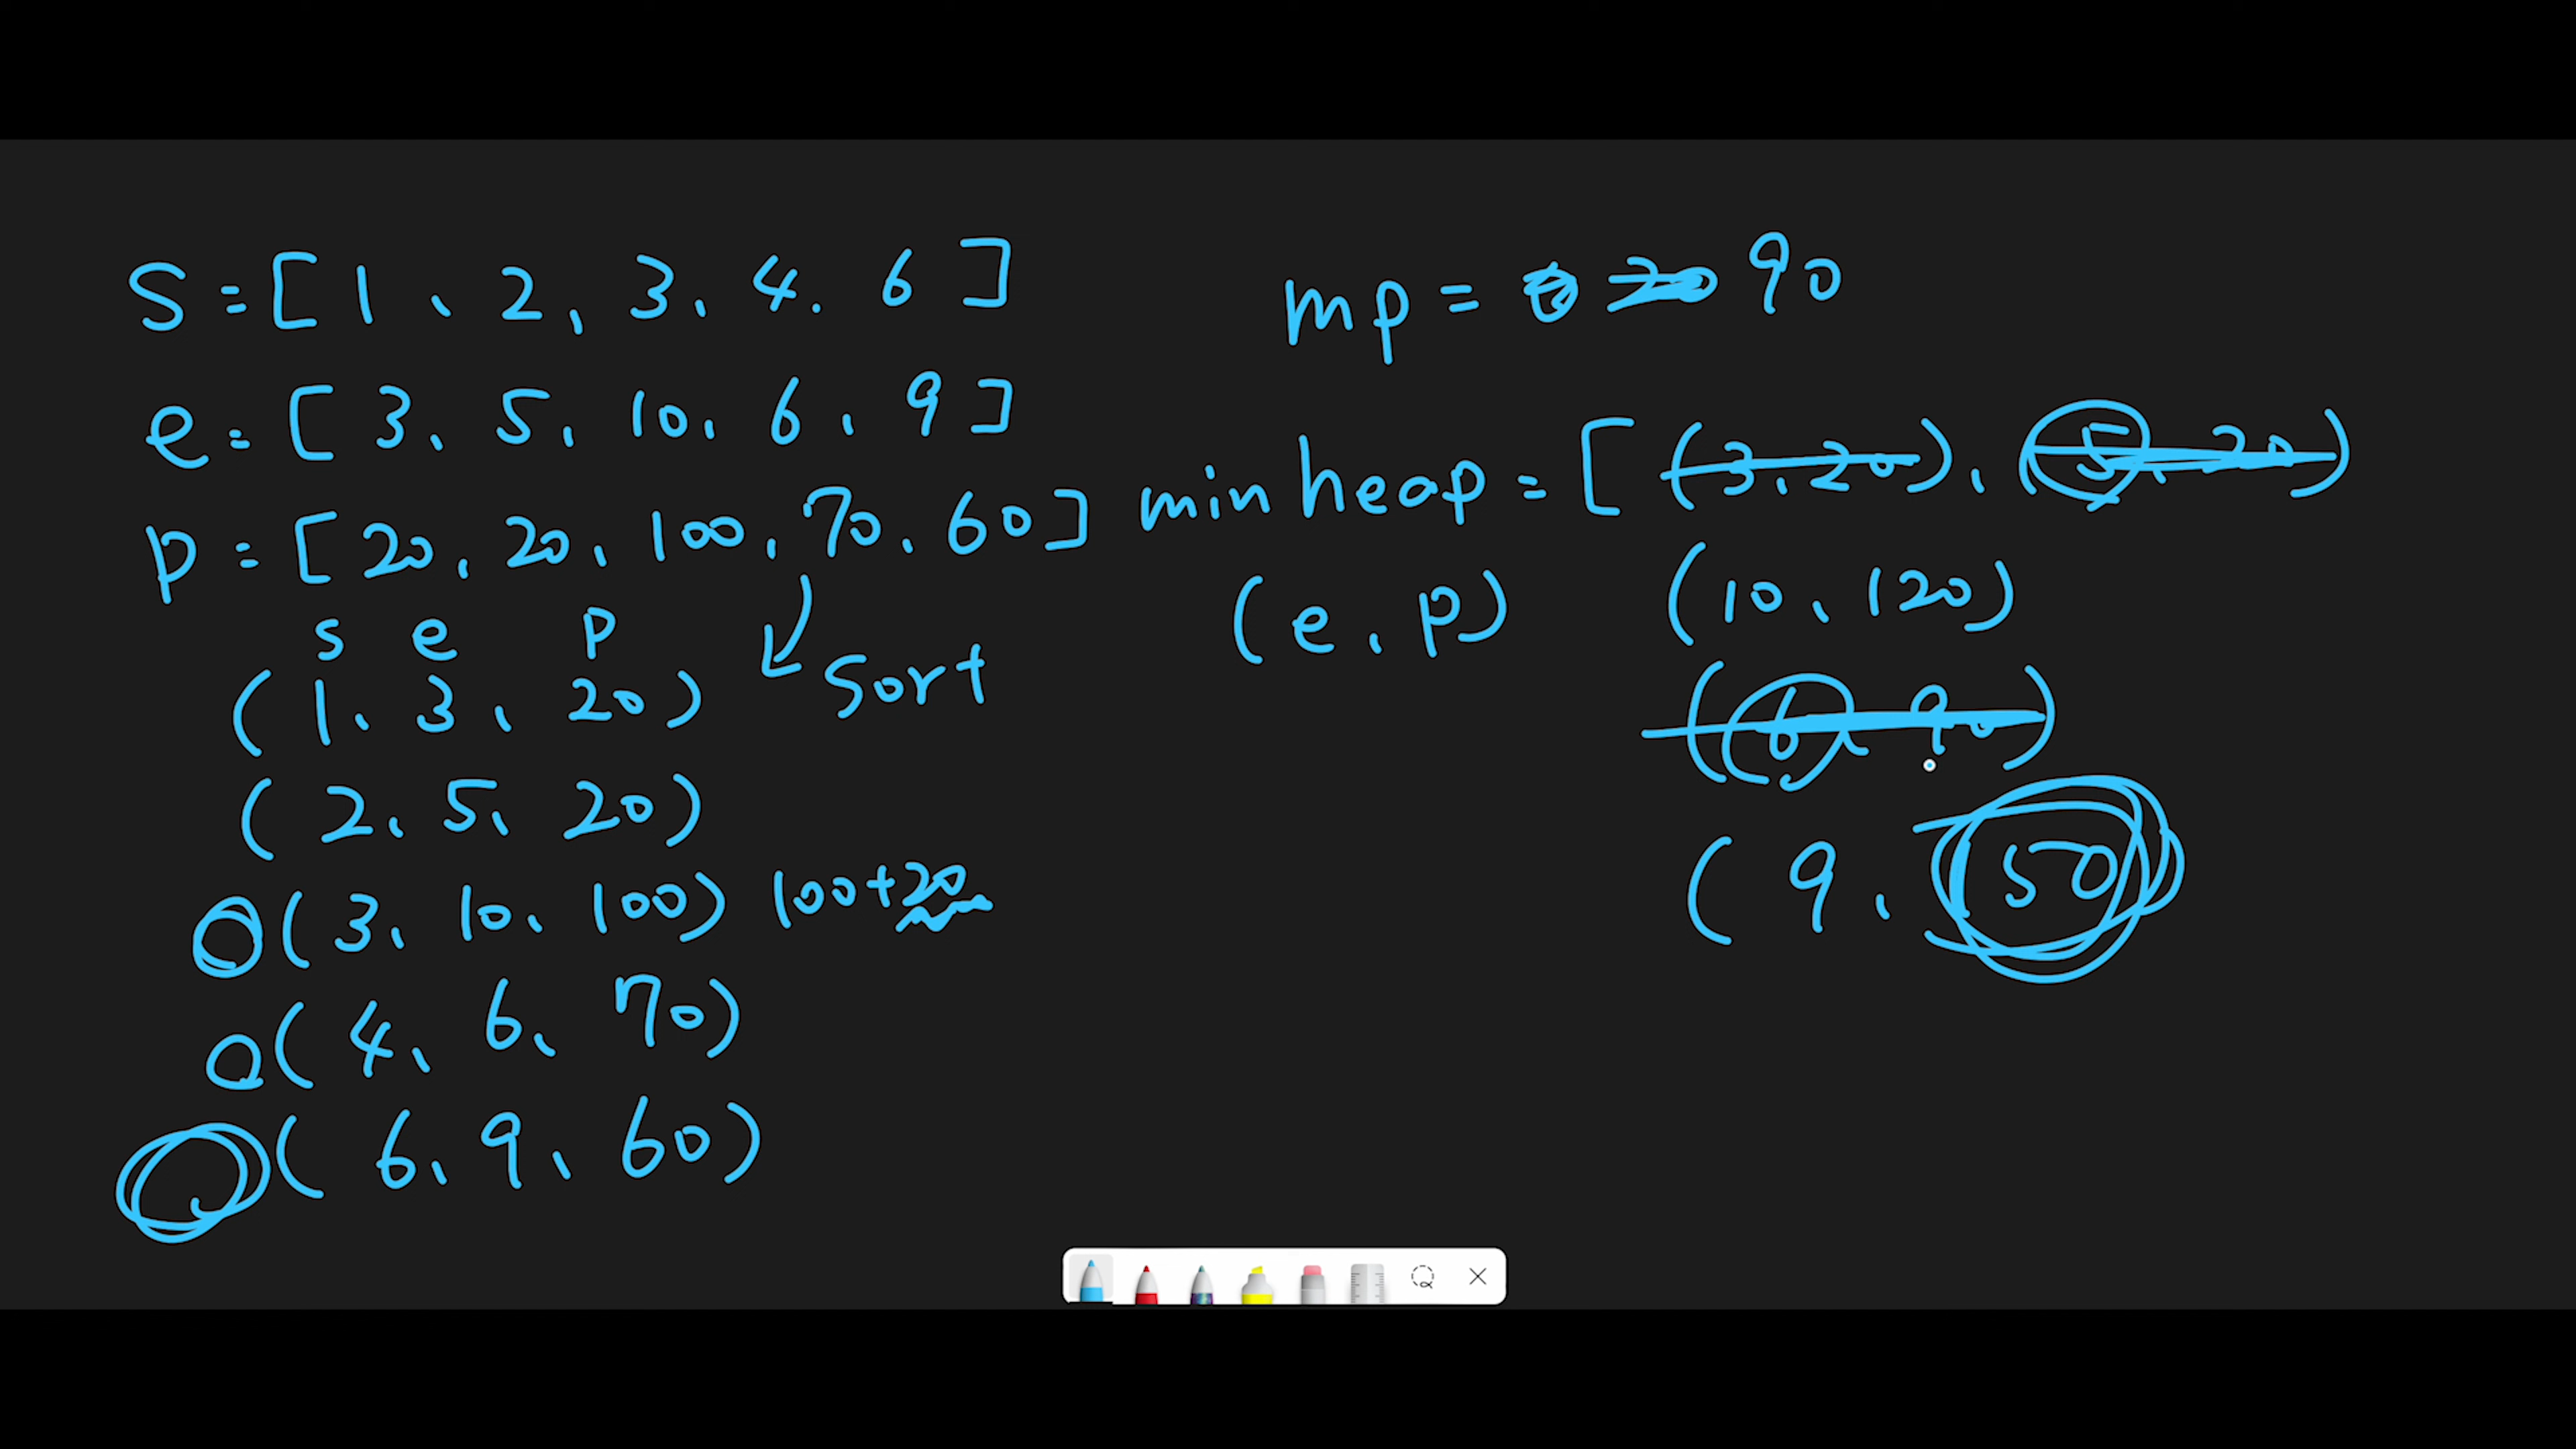 S = [ 1, 2, 3, 4. 6 ]
e = [ 3, 5, 10, 6, 9 ]
p = [ 20, 20, 100, 70, 60 ]
s e p
Sort
( 1, 3, 20 )
( 2, 5, 20 )
( 3, 10, 100 ) 100+20
( 4, 6, 70 )
( 6, 9, 60 )
mp = 0 20 90
min heap = [ (3, 20), (5, 20)
(e, p)
(10, 120)
(6, 90)
( 9, 50 )